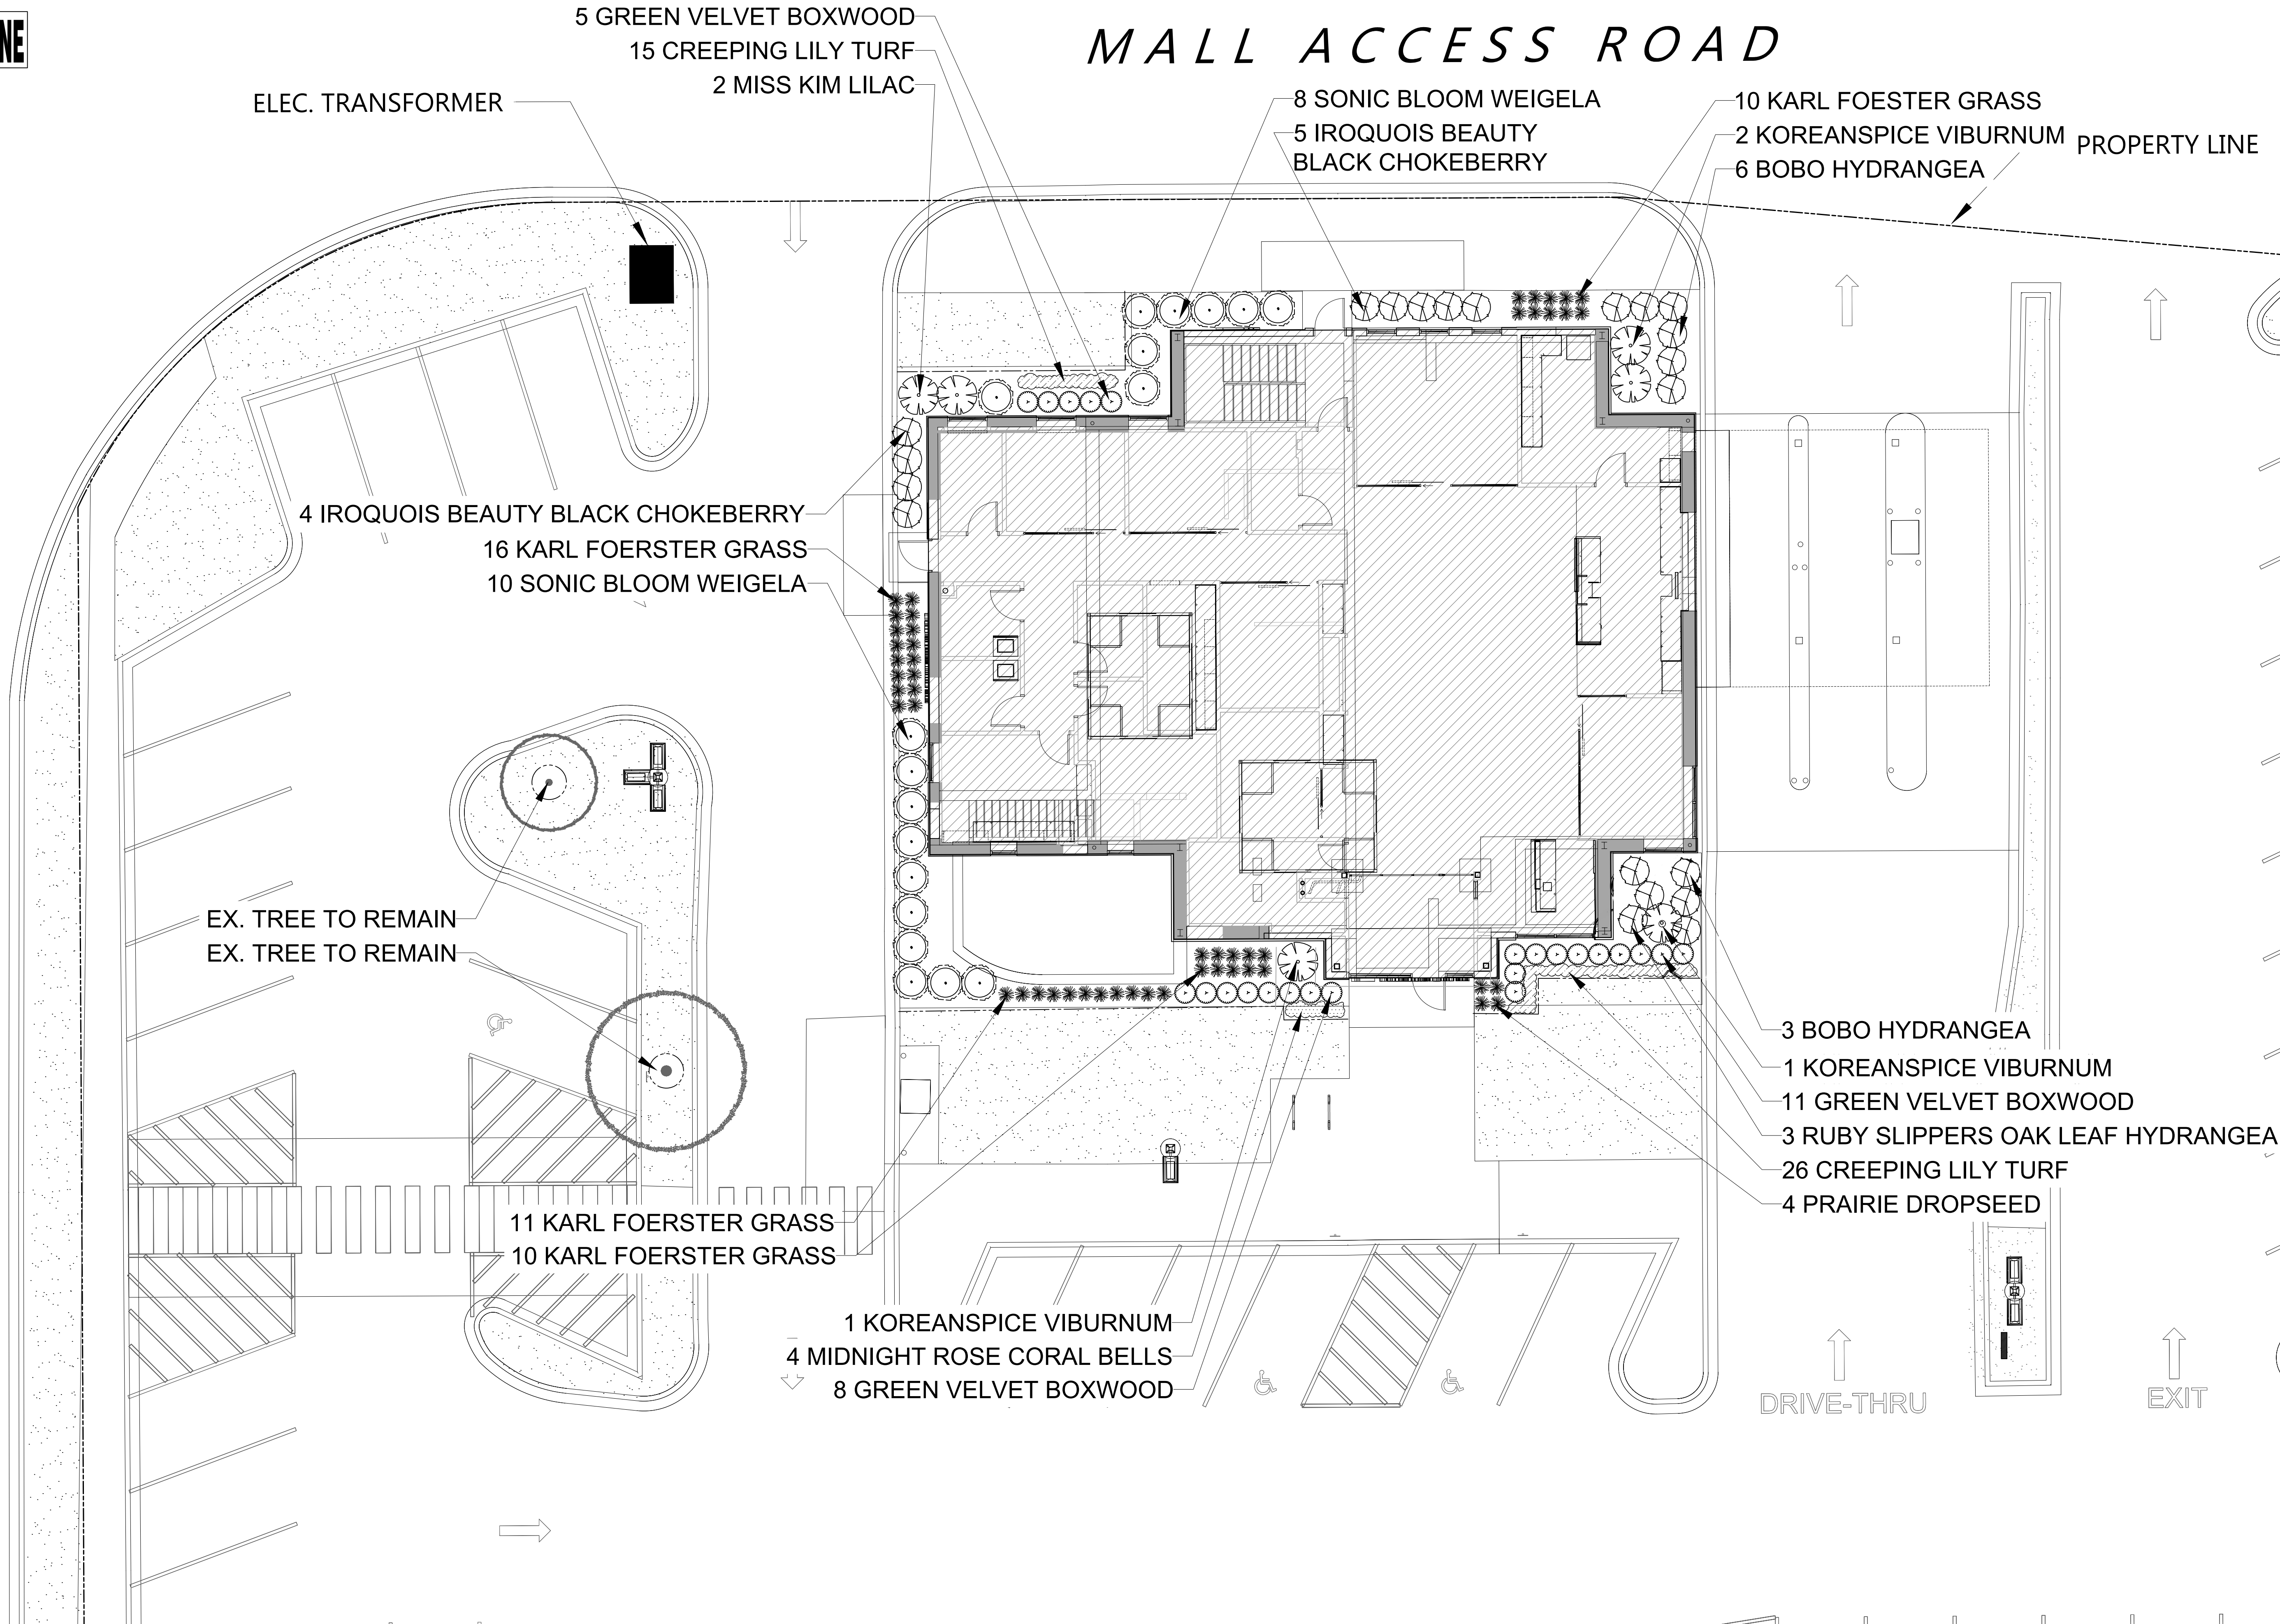 NE
5 GREEN VELVET BOXWOOD
15 CREEPING LILY TURF
2 MISS KIM LILAC
MALL ACCESS ROAD
ELEC. TRANSFORMER
8 SONIC BLOOM WEIGELA
5 IROQUOIS BEAUTY
BLACK CHOKEBERRY
10 KARL FOESTER GRASS
2 KOREANSPICE VIBURNUM
6 BOBO HYDRANGEA
PROPERTY LINE
4 IROQUOIS BEAUTY BLACK CHOKEBERRY
16 KARL FOERSTER GRASS
10 SONIC BLOOM WEIGELA
EX. TREE TO REMAIN
EX. TREE TO REMAIN
3 BOBO HYDRANGEA
1 KOREANSPICE VIBURNUM
11 GREEN VELVET BOXWOOD
3 RUBY SLIPPERS OAK LEAF HYDRANGEA
26 CREEPING LILY TURF
4 PRAIRIE DROPSEED
11 KARL FOERSTER GRASS
10 KARL FOERSTER GRASS
1 KOREANSPICE VIBURNUM
4 MIDNIGHT ROSE CORAL BELLS
8 GREEN VELVET BOXWOOD
DRIVE-THRU
EXIT